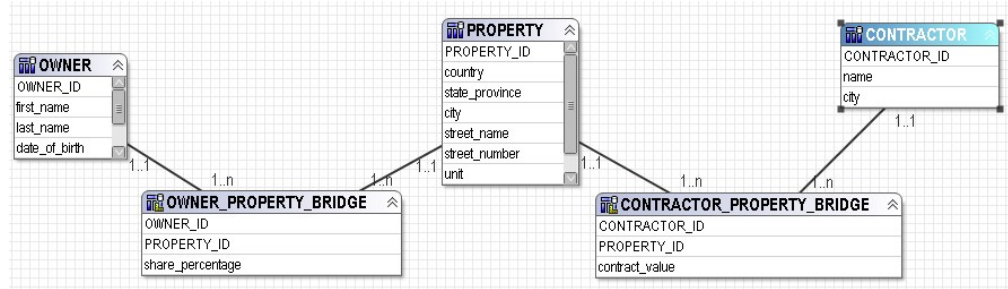 OWNER
OWNER_ID
first_name
last_name
date_of_birth
PROPERTY
PROPERTY_ID
country
state_province
city
street_name
street_number
unit
CONTRACTOR
CONTRACTOR_ID
name
city
1..1
1..n
1..n
1..1
1..1
1..n
1..n
1..1
OWNER_PROPERTY_BRIDGE
OWNER_ID
PROPERTY_ID
share_percentage
CONTRACTOR_PROPERTY_BRIDGE
CONTRACTOR_ID
PROPERTY_ID
contract_value